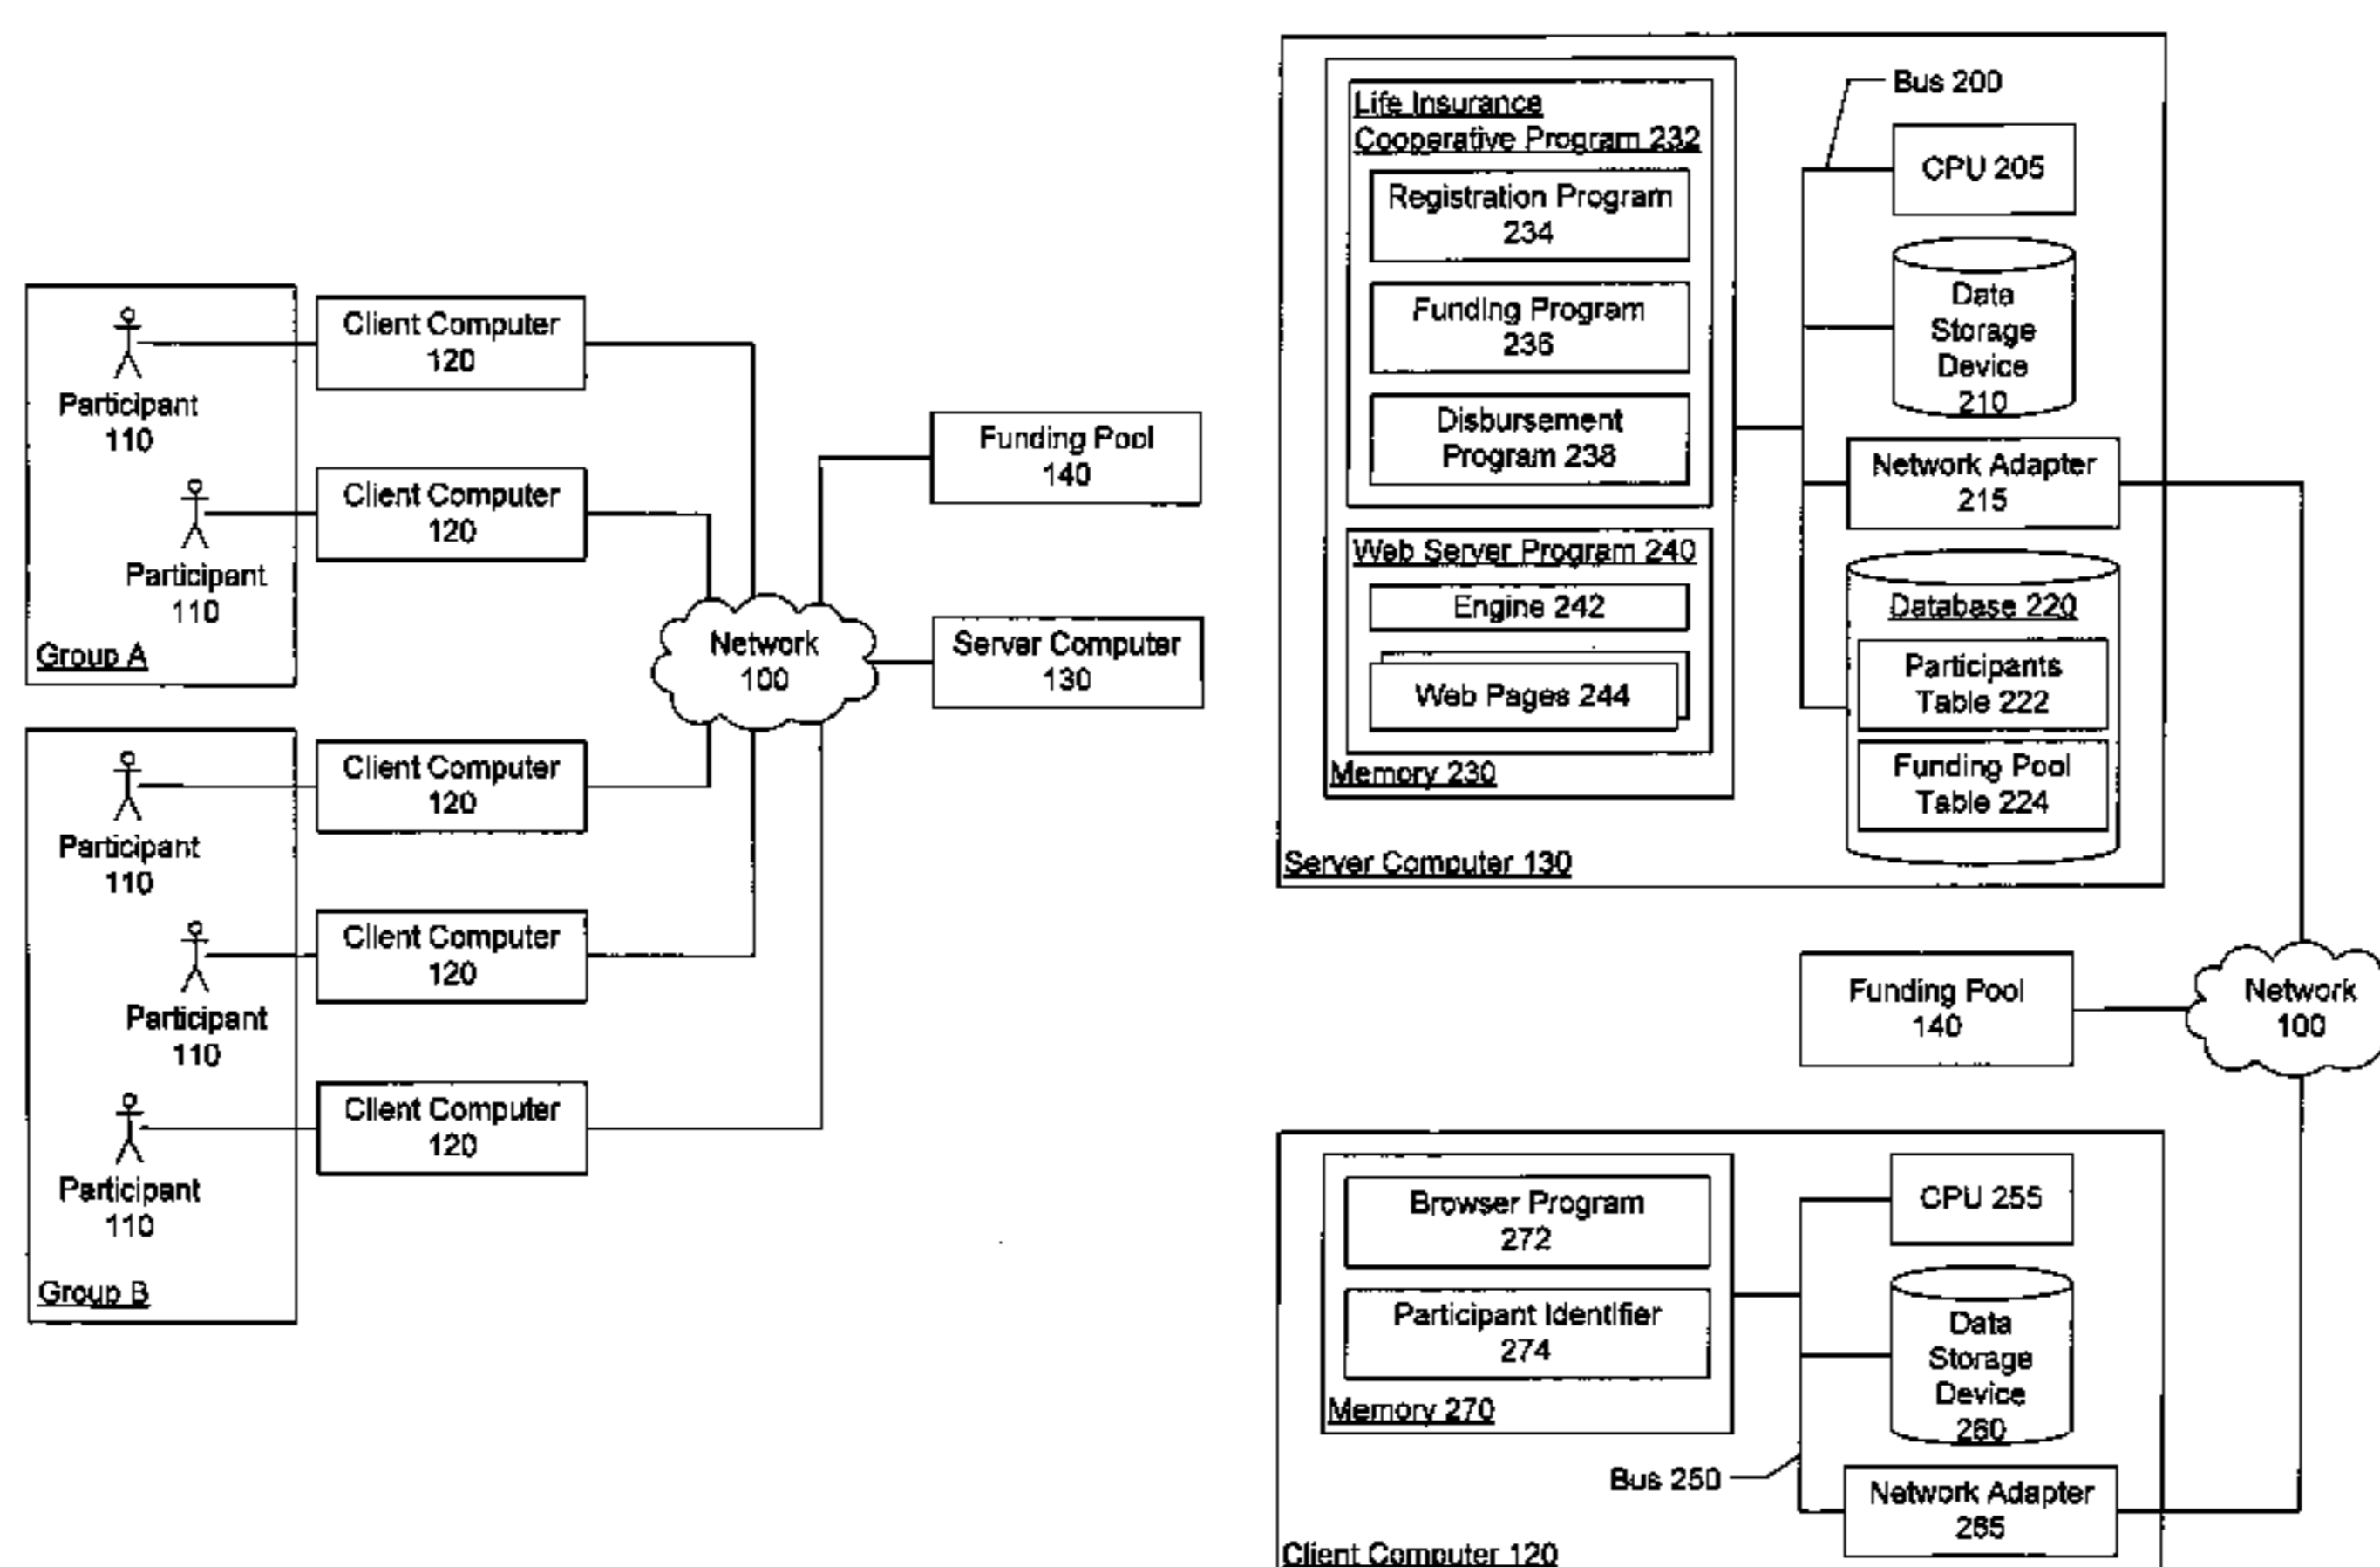 Client Computer
120
Participant
110
Client Computer
120
Participant
110
Group A
Client Computer
120
Participant
110
Client Computer
120
Participant
110
Client Computer
120
Participant
110
Group B
Network
100
Funding Pool
140
Server Computer
130
Life Insurance
Cooperative Program 232
Registration Program
234
Funding Program
236
Disbursement
Program 238
Web Server Program 240
Engine 242
Web Pages 244
Memory 230
Bus 200
CPU 205
Data
Storage
Device
210
Network Adapter
215
Database 220
Participants
Table 222
Funding Pool
Table 224
Server Computer 130
Funding Pool
140
Network
100
Browser Program
272
Participant Identifier
274
Memory 270
CPU 255
Data
Storage
Device
260
Bus 250
Network Adapter
265
Client Computer 120